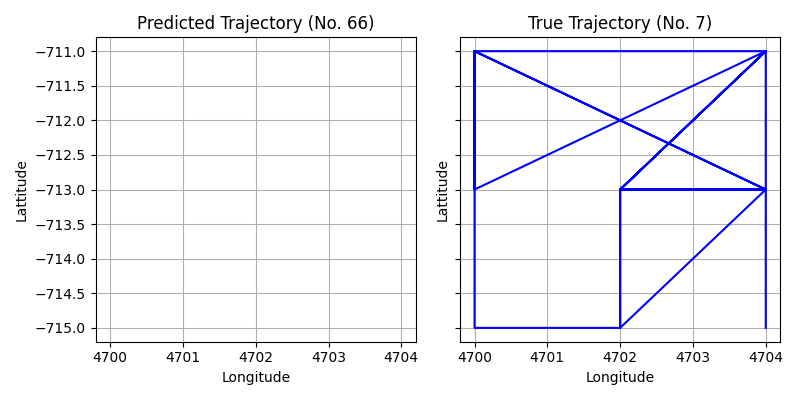 Predicted Trajectory (No. 66)
True Trajectory (No. 7)
Lattitude
−711.0
−711.5
−712.0
−712.5
−713.0
−713.5
−714.0
−714.5
−715.0
4700 4701 4702 4703 4704
Longitude
Lattitude
4700 4701 4702 4703 4704
Longitude